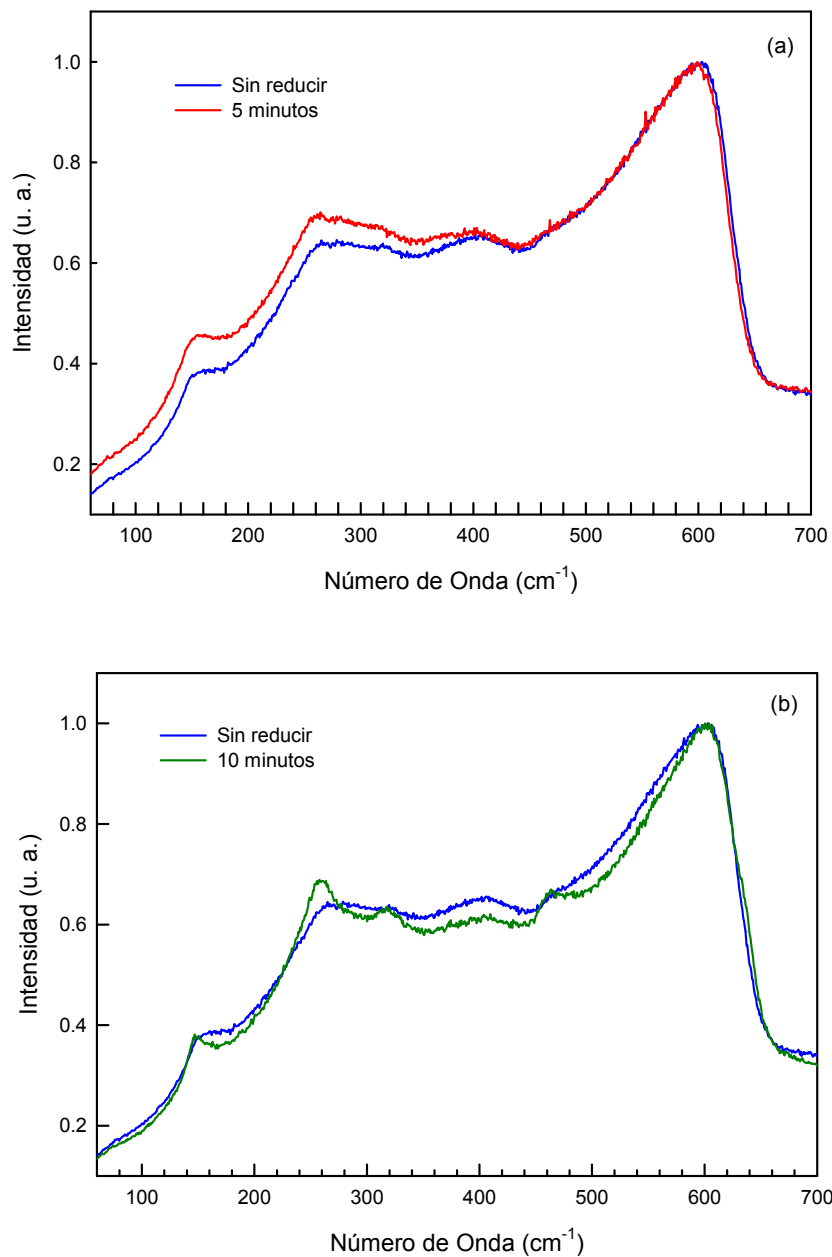 (a)
Sin reducir
5 minutos
1.0
0.8
0.6
0.4
0.2
Intensidad (u. a.)
100 200 300 400 500 600 700
Número de Onda (cm⁻¹)
(b)
Sin reducir
10 minutos
1.0
0.8
0.6
0.4
0.2
Intensidad (u. a.)
100 200 300 400 500 600 700
Número de Onda (cm⁻¹)